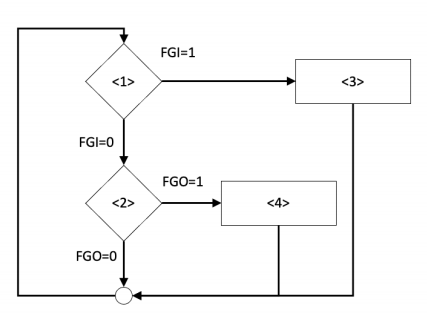 FGI=1
<1>
<3>
FGI=0
FGO=1
<2>
<4>
FGO=0